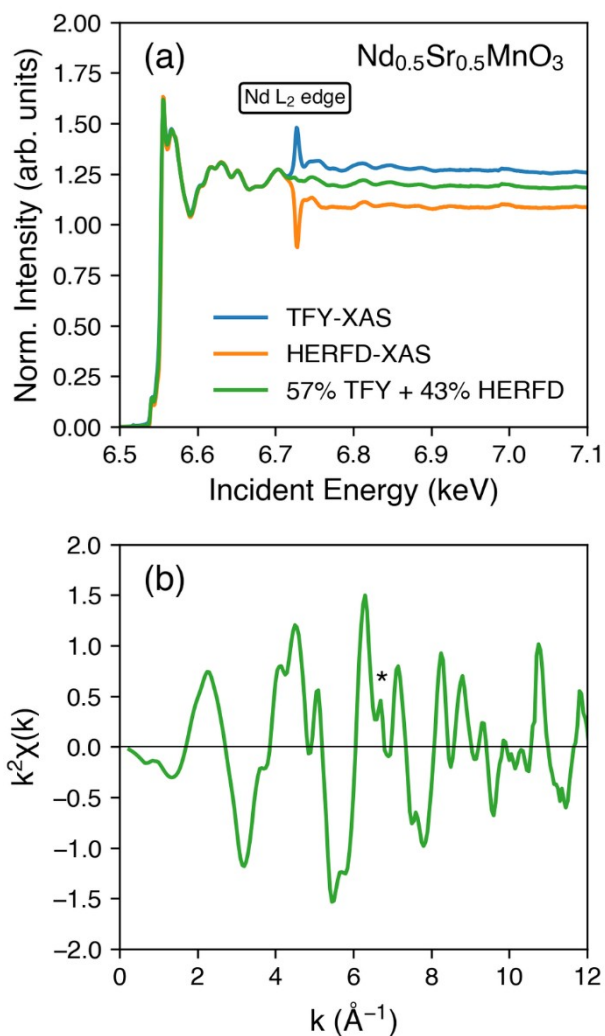 2.00
(a)
Nd₀.₅Sr₀.₅MnO₃
1.75
Nd L₂ edge
1.50
1.25
1.00
0.75
TFY-XAS
0.50
HERFD-XAS
0.25
57% TFY + 43% HERFD
0.00
Norm. Intensity (arb. units)
6.5 6.6 6.7 6.8 6.9 7.0 7.1
Incident Energy (keV)
2.0
(b)
1.5
1.0
*
0.5
0.0
−0.5
−1.0
−1.5
−2.0
k²χ(k)
0 2 4 6 8 10 12
k (Å⁻¹)